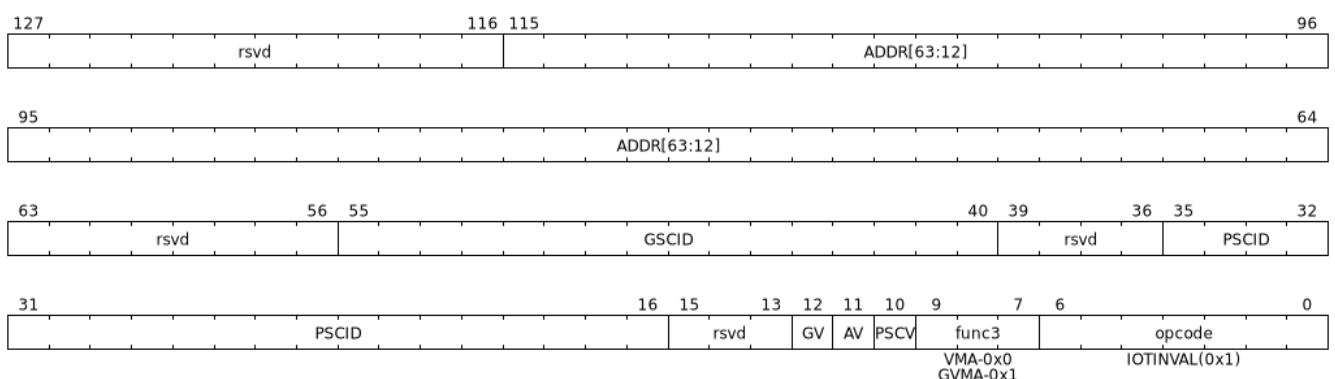 127 116 115 96
rsvd ADDR[63:12]
95 64
ADDR[63:12]
63 56 55 40 39 36 35 32
rsvd GSCID rsvd PSCID
31 16 15 13 12 11 10 9 7 6 0
PSCID rsvd GV AV PSCV func3 opcode
VMA-0x0 IOTINVAL(0x1)
GVMA-0x1